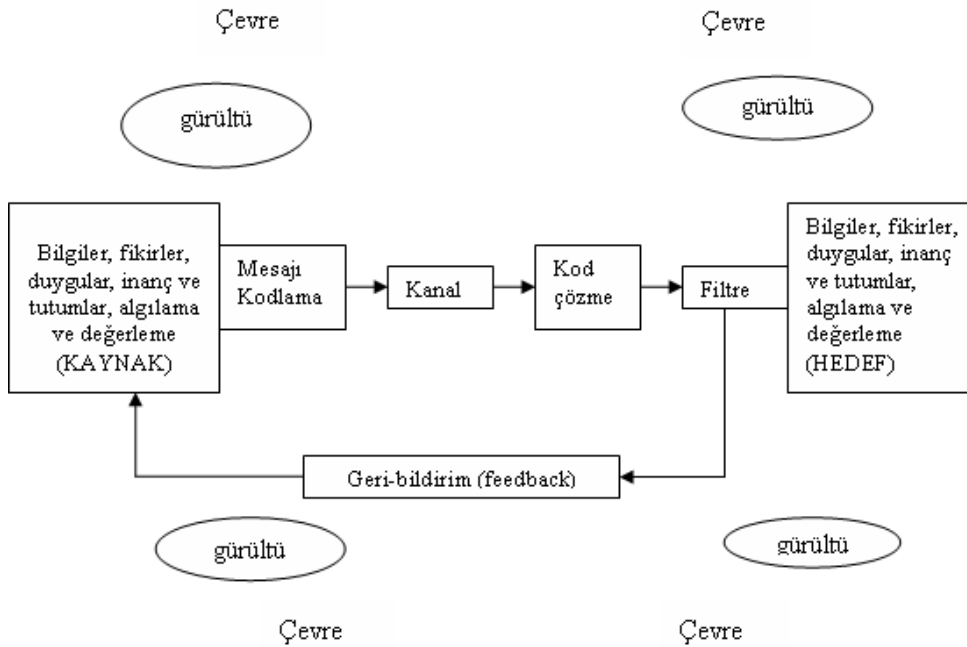 Çevre
Çevre
gürültü
gürültü
Bilgiler, fikirler,
duygular, inanç ve
tutumlar, algılama
ve değerleme
(KAYNAK)
Mesajı
Kodlama
Kanal
Kod
çözme
Filtre
Bilgiler, fikirler,
duygular, inanç
ve tutumlar,
algılama ve
değerleme
(HEDEF)
Geri-bildirim (feedback)
gürültü
gürültü
Çevre
Çevre